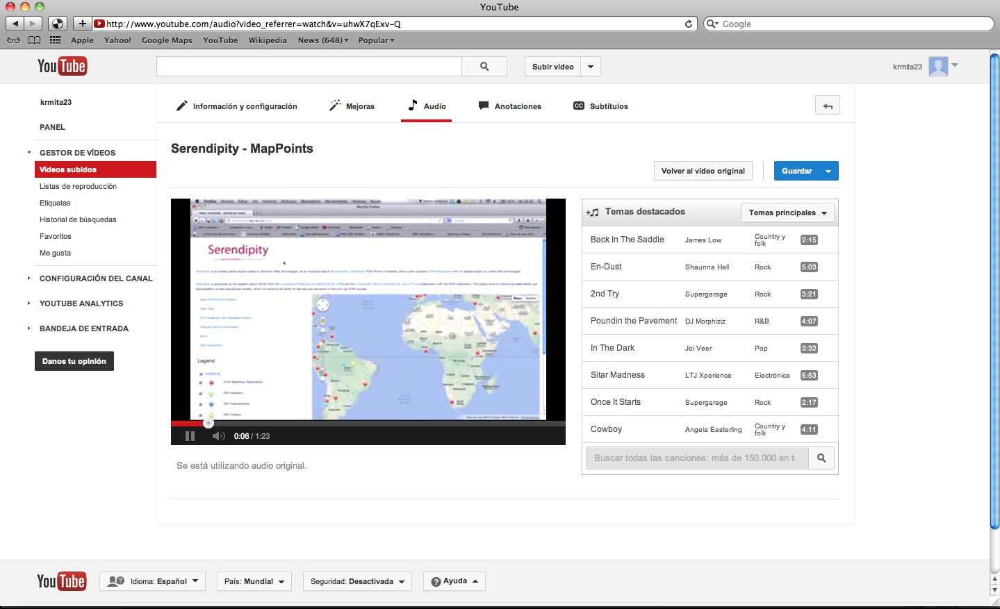 YouTube
http://www.youtube.com/audio?video_referrer=watch&v=uhwX7qExv-Q
Google
Apple Yahoo! Google Maps YouTube Wikipedia News (648) Popular
YouTube
Subir vídeo
krmita23
krmita23
PANEL
GESTOR DE VÍDEOS
Vídeos subidos
Listas de reproducción
Etiquetas
Historial de búsquedas
Favoritos
Me gusta
CONFIGURACIÓN DEL CANAL
YOUTUBE ANALYTICS
BANDEJA DE ENTRADA
Danos tu opinión
Información y configuración
Mejoras
Audio
Anotaciones
CC Subtítulos
Serendipity - MapPoints
Volver al vídeo original
Guardar
Serendipity
Legend
0:06 / 1:23
Se está utilizando audio original.
Temas destacados
Temas principales
Back In The Saddle James Low Country y folk 2:15
En-Dust Shaunna Hall Rock 5:03
2nd Try Supergarage Rock 3:21
Poundin the Pavement DJ Morphiziz R&B 4:07
In The Dark Joi Veer Pop 3:32
Sitar Madness LTJ Xperience Electrónica 5:53
Once It Starts Supergarage Rock 2:17
Cowboy Angela Easterling Country y folk 4:11
Buscar todas las canciones: más de 150.000 en t
YouTube
Idioma: Español
País: Mundial
Seguridad: Desactivada
Ayuda